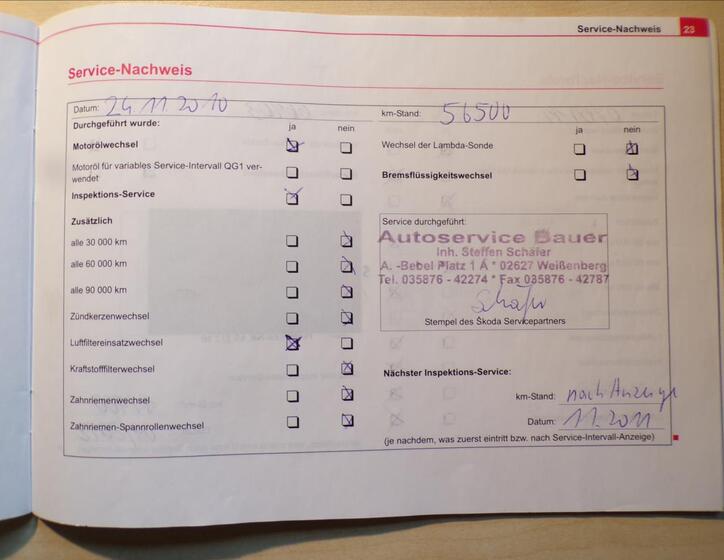 Service-Nachweis 23
Service-Nachweis
Datum: 24.11.2010 km-Stand: 56500
Durchgeführt wurde: ja nein ja nein
Motorölwechsel Wechsel der Lambda-Sonde
Motoröl für variables Service-Intervall QG1 ver-
wendet Bremsflüssigkeitswechsel
Inspektions-Service
Zusätzlich Service durchgeführt:
alle 30 000 km Autoservice Bauer
Inh. Steffen Schäfer
alle 60 000 km A. -Bebel Platz 1 A * 02627 Weißenberg
Tel. 035876 - 42274 * Fax 035876 - 42787
alle 90 000 km Schäfer
Zündkerzenwechsel Stempel des Škoda Servicepartners
Luftfiltereinsatzwechsel
Kraftstofffilterwechsel Nächster Inspektions-Service:
Zahnriemenwechsel km-Stand: nach Anzeige
Zahnriemen-Spannrollenwechsel Datum: 11.2011
(je nachdem, was zuerst eintritt bzw. nach Service-Intervall-Anzeige)